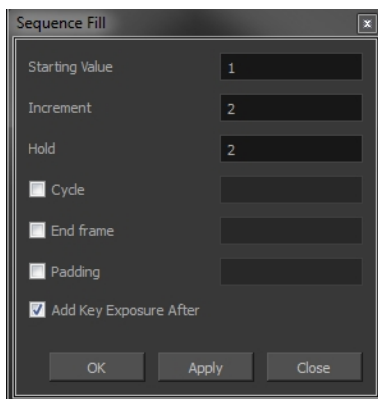 Sequence Fill
Starting Value 1
Increment 2
Hold 2
Cycle
End frame
Padding
Add Key Exposure After
OK Apply Close